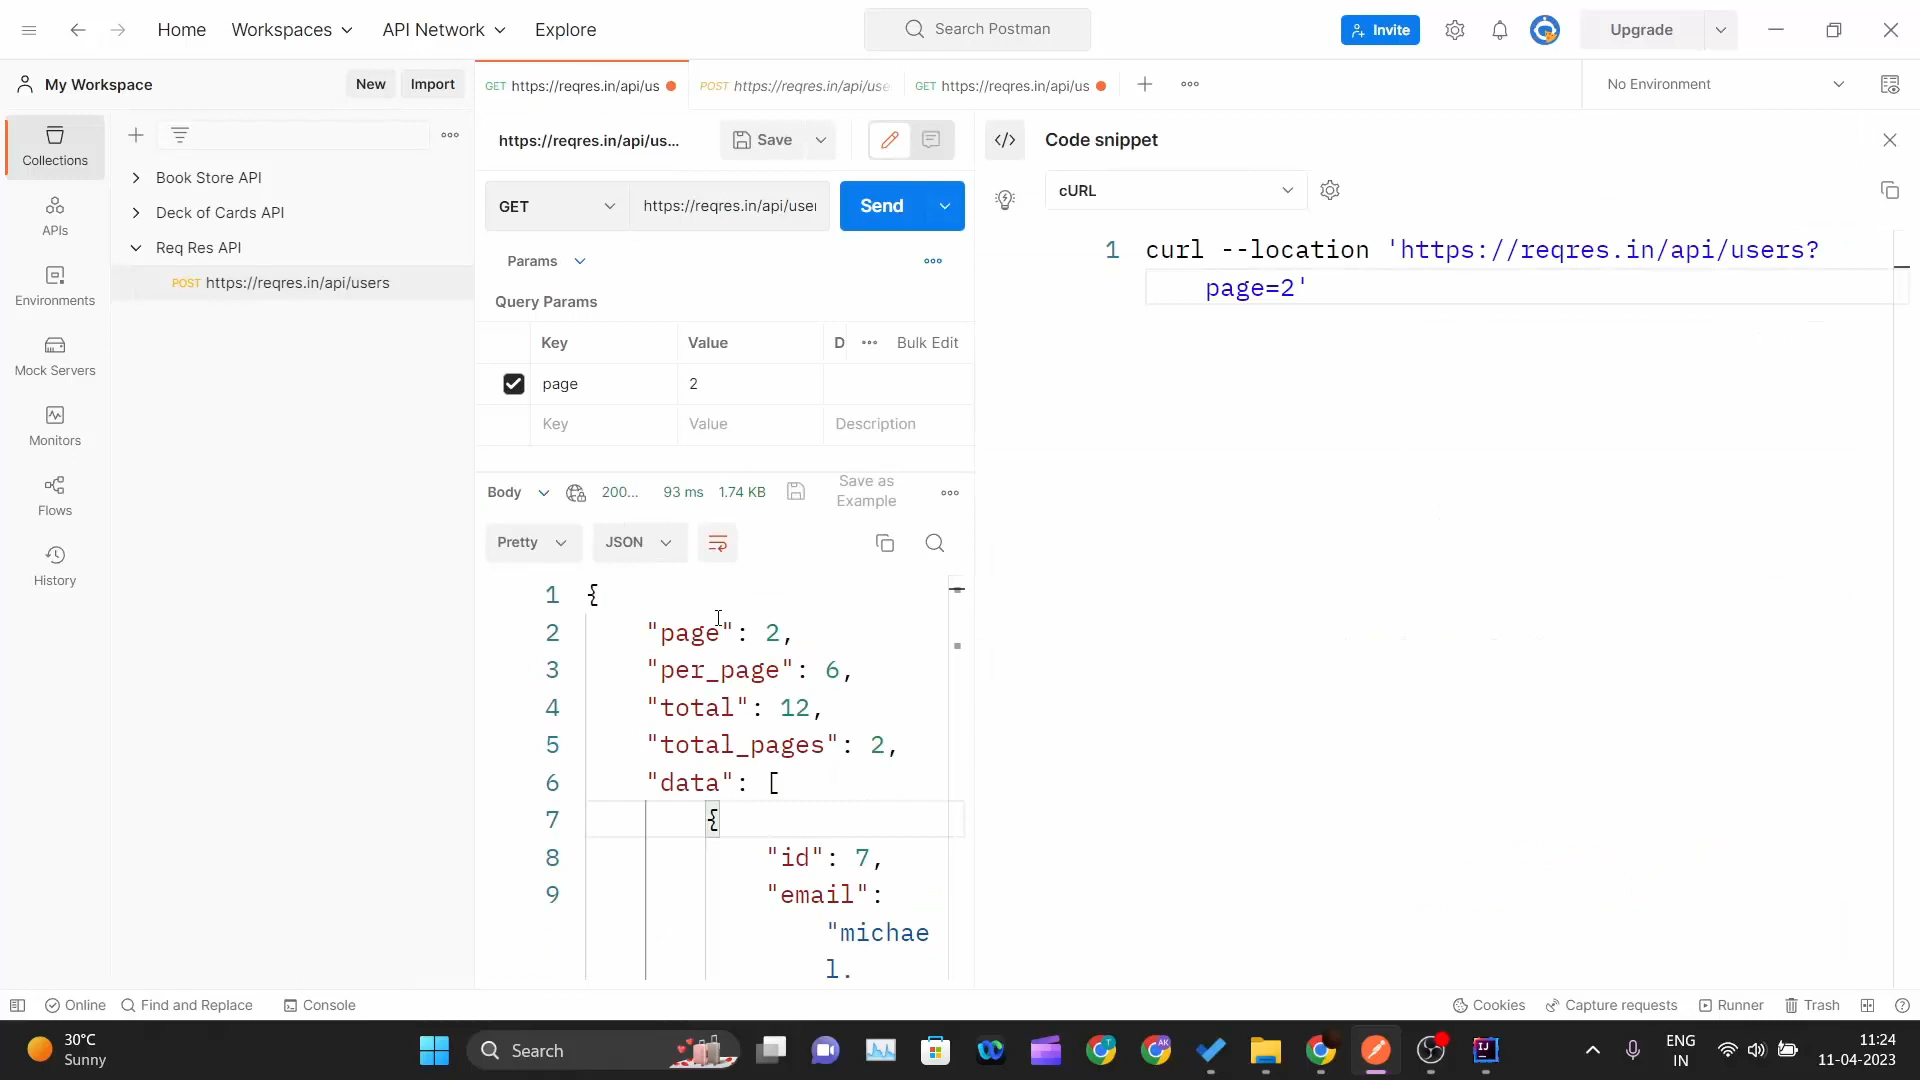 Home
Workspaces
API Network
Explore
Search Postman
Invite
Upgrade
My Workspace
New
Import
GET https://reqres.in/api/us
POST https://reqres.in/api/use
GET https://reqres.in/api/us
No Environment
Collections
APIs
Environments
Mock Servers
Monitors
Flows
History
Book Store API
Deck of Cards API
Req Res API
POST https://reqres.in/api/users
https://reqres.in/api/us...
Save
GET
https://reqres.in/api/user
Send
Params
Query Params
Key
Value
D
Bulk Edit
page
2
Key
Value
Description
Body
200...
93 ms
1.74 KB
Save as
Example
Pretty
JSON
1 {
2 "page": 2,
3 "per_page": 6,
4 "total": 12,
5 "total_pages": 2,
6 "data": [
7 {
8 "id": 7,
9 "email":
"michae
l.
Code snippet
cURL
1 curl --location 'https://reqres.in/api/users?
page=2'
Online
Find and Replace
Console
Cookies
Capture requests
Runner
Trash
30°C
Sunny
Search
T
AK
IJ
ENG
IN
11:24
11-04-2023